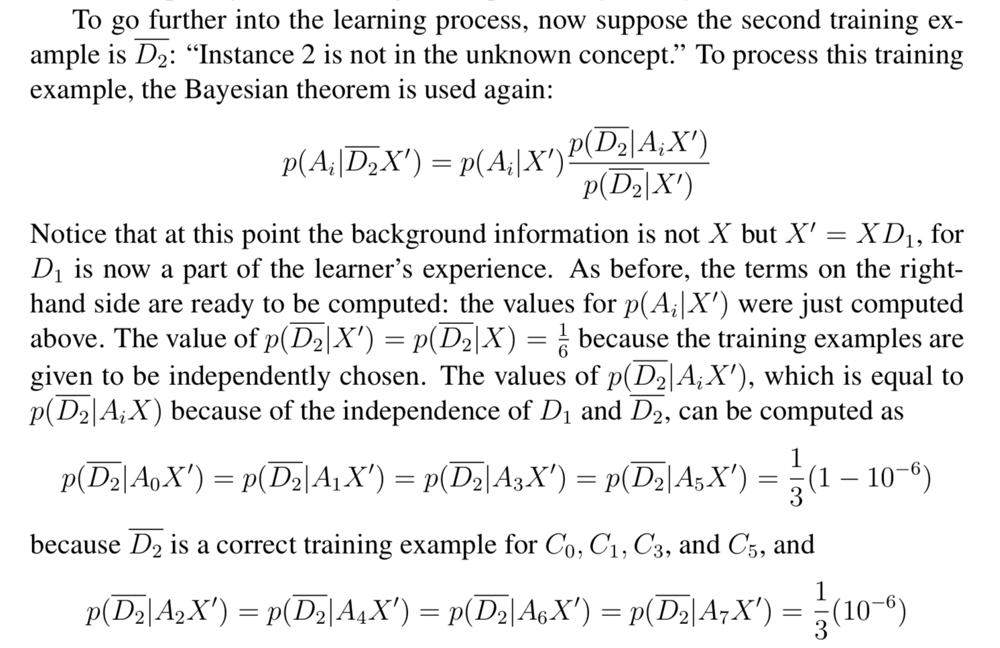 To go further into the learning process, now suppose the second training ex-
ample is $\overline{D_2}$: “Instance 2 is not in the unknown concept.” To process this training
example, the Bayesian theorem is used again:
$p(A_i|\overline{D_2}X') = p(A_i|X')\frac{p(\overline{D_2}|A_iX')}{p(\overline{D_2}|X')}$
Notice that at this point the background information is not $X$ but $X' = XD_1$, for
$D_1$ is now a part of the learner’s experience. As before, the terms on the right-
hand side are ready to be computed: the values for $p(A_i|X')$ were just computed
above. The value of $p(\overline{D_2}|X') = p(\overline{D_2}|X) = \frac{1}{6}$ because the training examples are
given to be independently chosen. The values of $p(\overline{D_2}|A_iX')$, which is equal to
$p(\overline{D_2}|A_iX)$ because of the independence of $D_1$ and $\overline{D_2}$, can be computed as
$p(\overline{D_2}|A_0X') = p(\overline{D_2}|A_1X') = p(\overline{D_2}|A_3X') = p(\overline{D_2}|A_5X') = \frac{1}{3}(1 - 10^{-6})$
because $\overline{D_2}$ is a correct training example for $C_0, C_1, C_3$, and $C_5$, and
$p(\overline{D_2}|A_2X') = p(\overline{D_2}|A_4X') = p(\overline{D_2}|A_6X') = p(\overline{D_2}|A_7X') = \frac{1}{3}(10^{-6})$